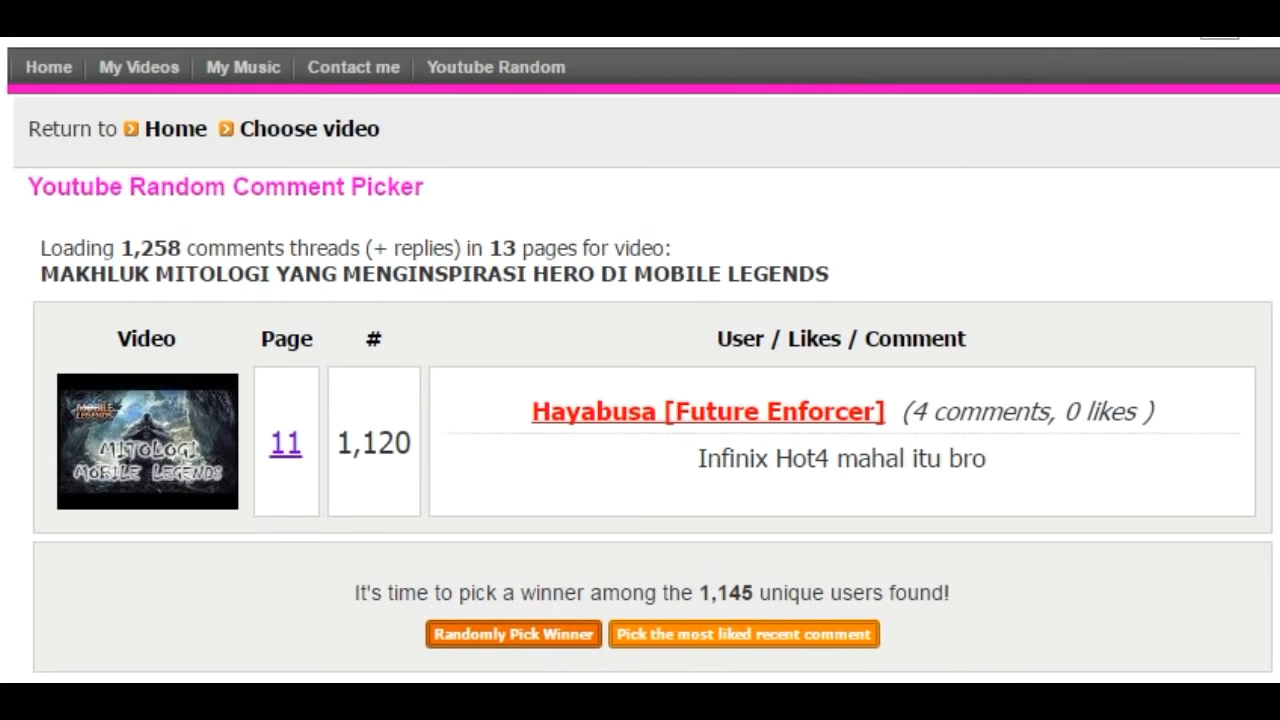 Home My Videos My Music Contact me Youtube Random
Return to Home Choose video
Youtube Random Comment Picker
Loading 1,258 comments threads (+ replies) in 13 pages for video:
MAKHLUK MITOLOGI YANG MENGINSPIRASI HERO DI MOBILE LEGENDS
Video Page # User / Likes / Comment
MOBILE LEGENDS
MITOLOGI
MOBILE LEGENDS
11
1,120
Hayabusa [Future Enforcer] (4 comments, 0 likes )
Infinix Hot4 mahal itu bro
It's time to pick a winner among the 1,145 unique users found!
Randomly Pick Winner Pick the most liked recent comment